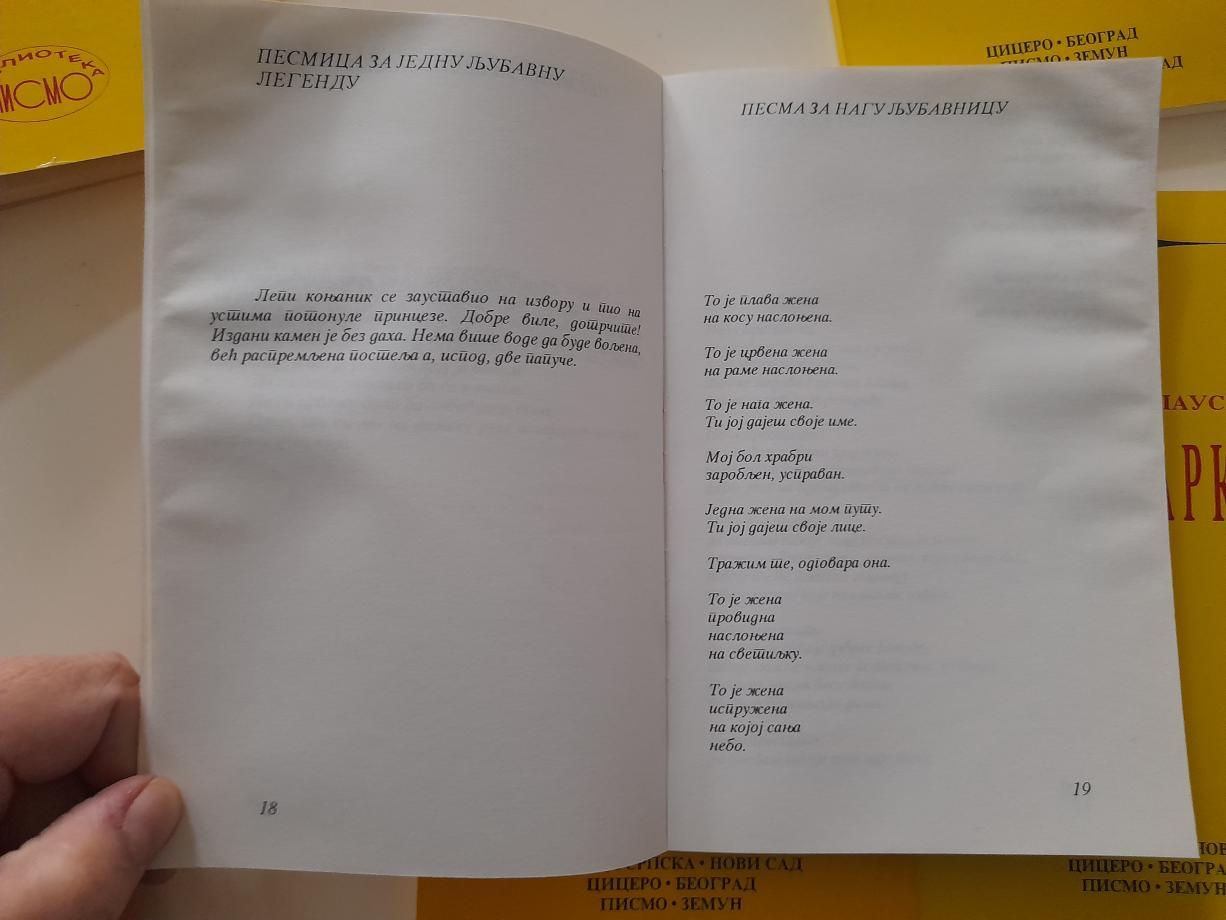 ПИСМО
ЦИЦЕРО • БЕОГРАД
ПИСМО • ЗЕМУН
ПЕСМИЦА ЗА ЈЕДНУ ЉУБАВНУ
ЛЕГЕНДУ
Лепи коњаник се зауставио на извору и пио на
устима потонуле принцезе. Добре виле, дотрчите!
Издани камен је без даха. Нема више воде да буде вољена,
већ распремљена постеља а, испод, две папуче.
18
ПЕСМА ЗА НАГУ ЉУБАВНИЦУ
То је плава жена
на косу наслоњена.
То је црвена жена
на раме наслоњена.
То је нага жена.
Ти јој дајеш своје име.
Мој бол храбри
заробљен, усправан.
Једна жена на мом путу.
Ти јој дајеш своје лице.
Тражим те, одговара она.
То је жена
провидна
наслоњена
на светиљку.
То је жена
испружена
на којој сања
небо.
19
СРПСКА • НОВИ САД
ЦИЦЕРО • БЕОГРАД
ПИСМО • ЗЕМУН
ЦИЦЕРО • БЕОГРА
ПИСМО • ЗЕМУН